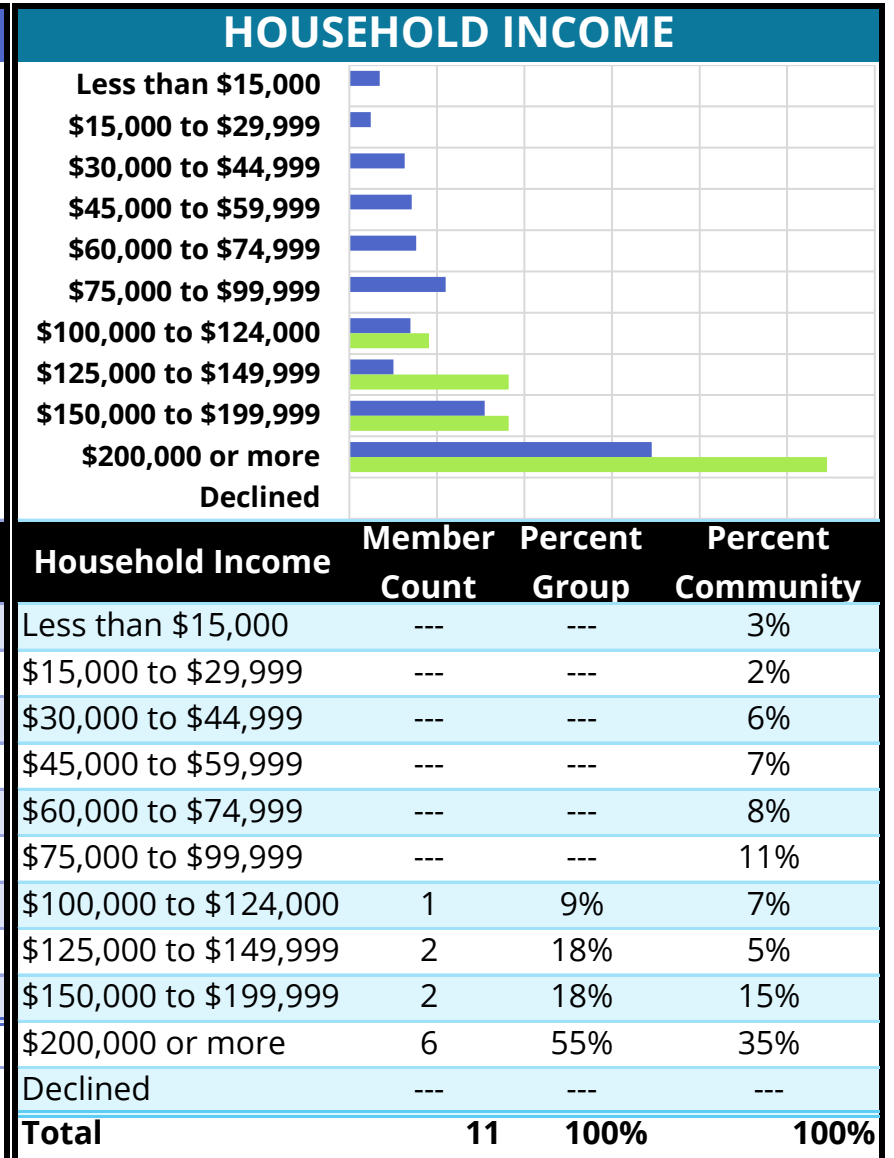 HOUSEHOLD INCOME
Less than $15,000
$15,000 to $29,999
$30,000 to $44,999
$45,000 to $59,999
$60,000 to $74,999
$75,000 to $99,999
$100,000 to $124,000
$125,000 to $149,999
$150,000 to $199,999
$200,000 or more
Declined
Household Income Member Count Percent Group Percent Community
Less than $15,000 --- --- 3%
$15,000 to $29,999 --- --- 2%
$30,000 to $44,999 --- --- 6%
$45,000 to $59,999 --- --- 7%
$60,000 to $74,999 --- --- 8%
$75,000 to $99,999 --- --- 11%
$100,000 to $124,000 1 9% 7%
$125,000 to $149,999 2 18% 5%
$150,000 to $199,999 2 18% 15%
$200,000 or more 6 55% 35%
Declined --- --- ---
Total 11 100% 100%